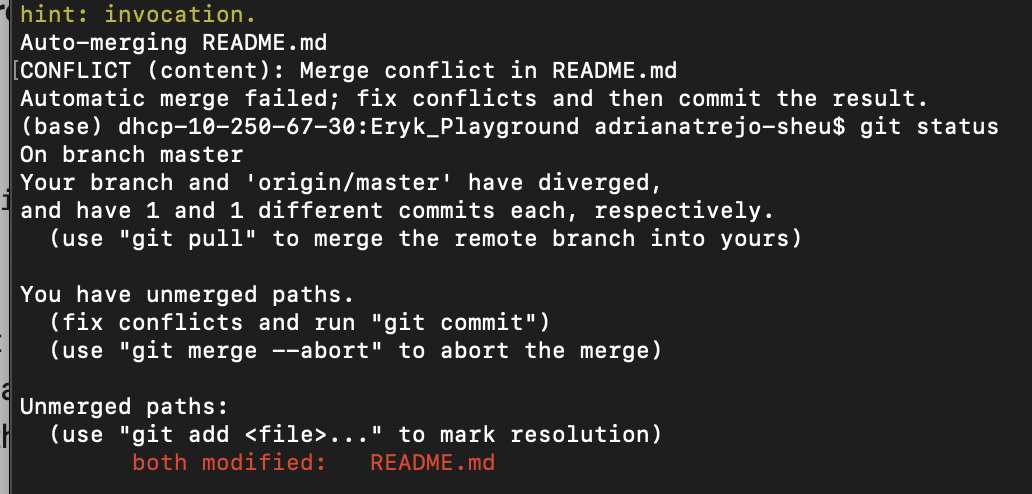 hint: invocation.
Auto-merging README.md
[CONFLICT (content): Merge conflict in README.md
Automatic merge failed; fix conflicts and then commit the result.
(base) dhcp-10-250-67-30:Eryk_Playground adrianatrejo-sheu$ git status
On branch master
Your branch and 'origin/master' have diverged,
and have 1 and 1 different commits each, respectively.
  (use "git pull" to merge the remote branch into yours)

You have unmerged paths.
  (fix conflicts and run "git commit")
  (use "git merge --abort" to abort the merge)

Unmerged paths:
  (use "git add <file>..." to mark resolution)
        both modified:   README.md